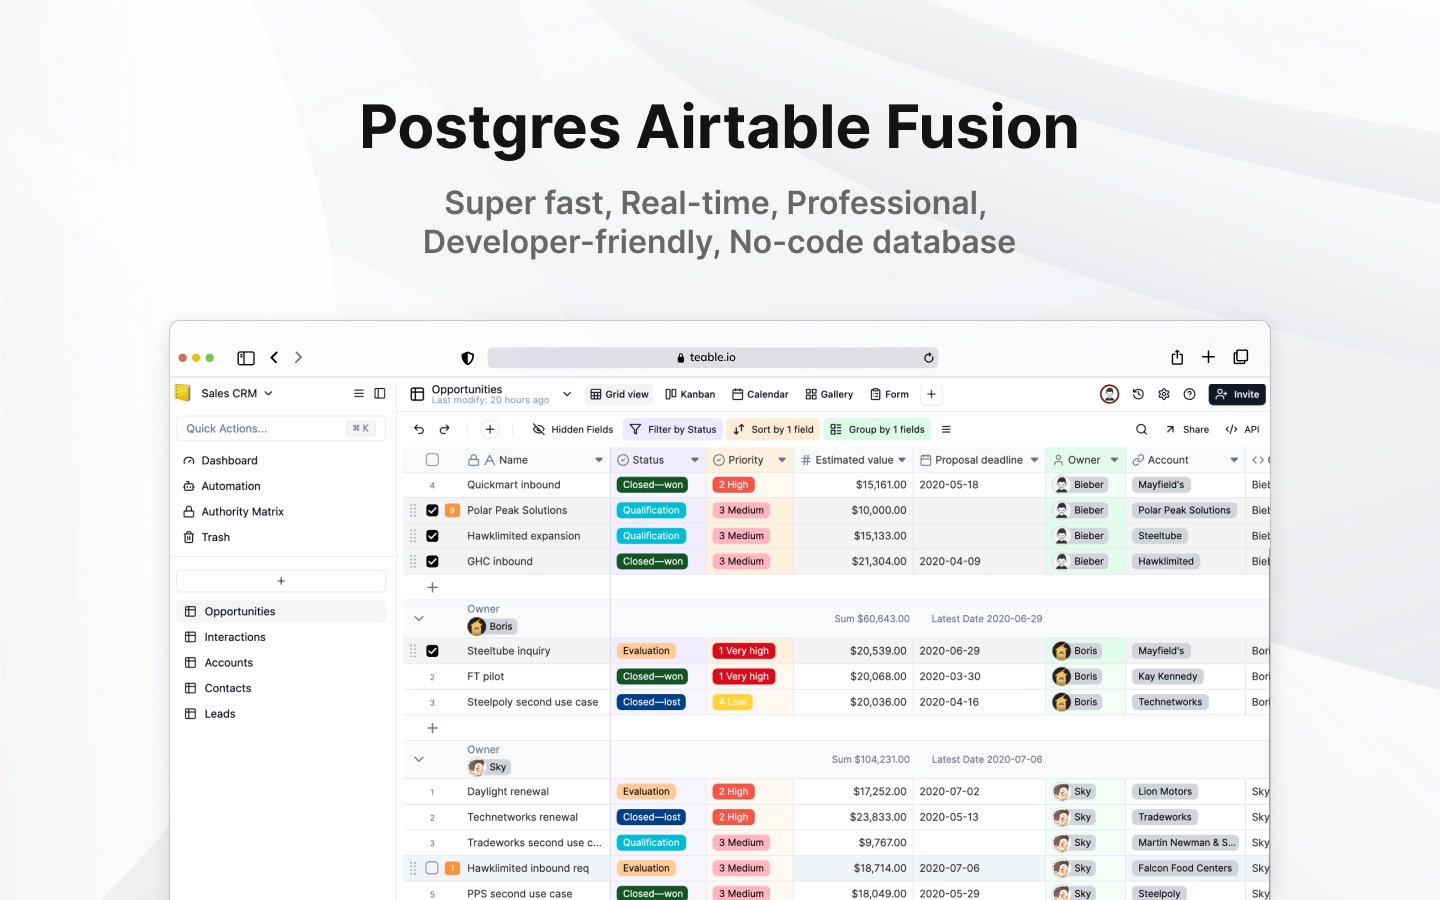 Postgres Airtable Fusion
Super fast, Real-time, Professional,
Developer-friendly, No-code database
teable.io
Sales CRM
Opportunities
Last modify: 20 hours ago
Grid view Kanban Calendar Gallery Form
Invite
Quick Actions... ⌘ K
Hidden Fields Filter by Status Sort by 1 field Group by 1 fields
Share API
Dashboard
Automation
Authority Matrix
Trash
Opportunities
Interactions
Accounts
Contacts
Leads
Name Status Priority Estimated value Proposal deadline Owner Account
4 Quickmart inbound Closed—won 2 High $15,161.00 2020-05-18 Bieber Mayfield's
9 Polar Peak Solutions Qualification 3 Medium $10,000.00 Bieber Polar Peak Solutions
Hawklimited expansion Qualification 3 Medium $15,133.00 Bieber Steeltube
GHC inbound Closed—won 3 Medium $21,304.00 2020-04-09 Bieber Hawklimited
Owner
Boris
Sum $60,643.00 Latest Date 2020-06-29
Steeltube inquiry Evaluation 1 Very high $20,539.00 2020-06-29 Boris Mayfield's
2 FT pilot Closed—won 1 Very high $20,068.00 2020-03-30 Boris Kay Kennedy
3 Steelpoly second use case Closed—lost 4 Low $20,036.00 2020-04-16 Boris Technetworks
Owner
Sky
Sum $104,231.00 Latest Date 2020-07-06
1 Daylight renewal Evaluation 2 High $17,252.00 2020-07-02 Sky Lion Motors Sky
2 Technetworks renewal Closed—lost 2 High $23,833.00 2020-05-13 Sky Tradeworks Sky
3 Tradeworks second use c... Qualification 3 Medium $9,767.00 Sky Martin Newman & S... Sky
1 Hawklimited inbound req Evaluation 3 Medium $18,714.00 2020-07-06 Sky Falcon Food Centers Sky
5 PPS second use case Closed—won 3 Medium $18,049.00 2020-05-29 Sky Steelpoly Sky